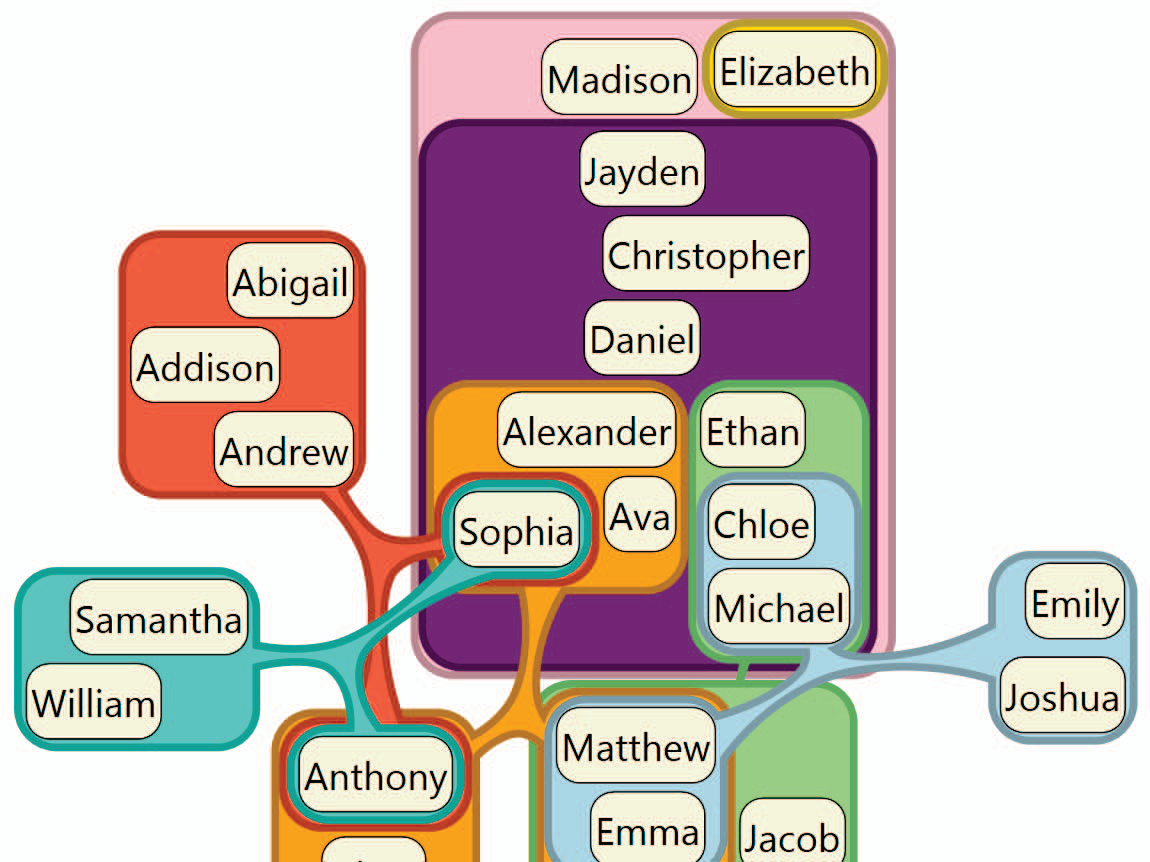 Madison
Elizabeth
Jayden
Christopher
Daniel
Abigail
Addison
Andrew
Alexander
Ethan
Sophia
Ava
Chloe
Michael
Samantha
William
Emily
Joshua
Matthew
Anthony
Emma
Jacob